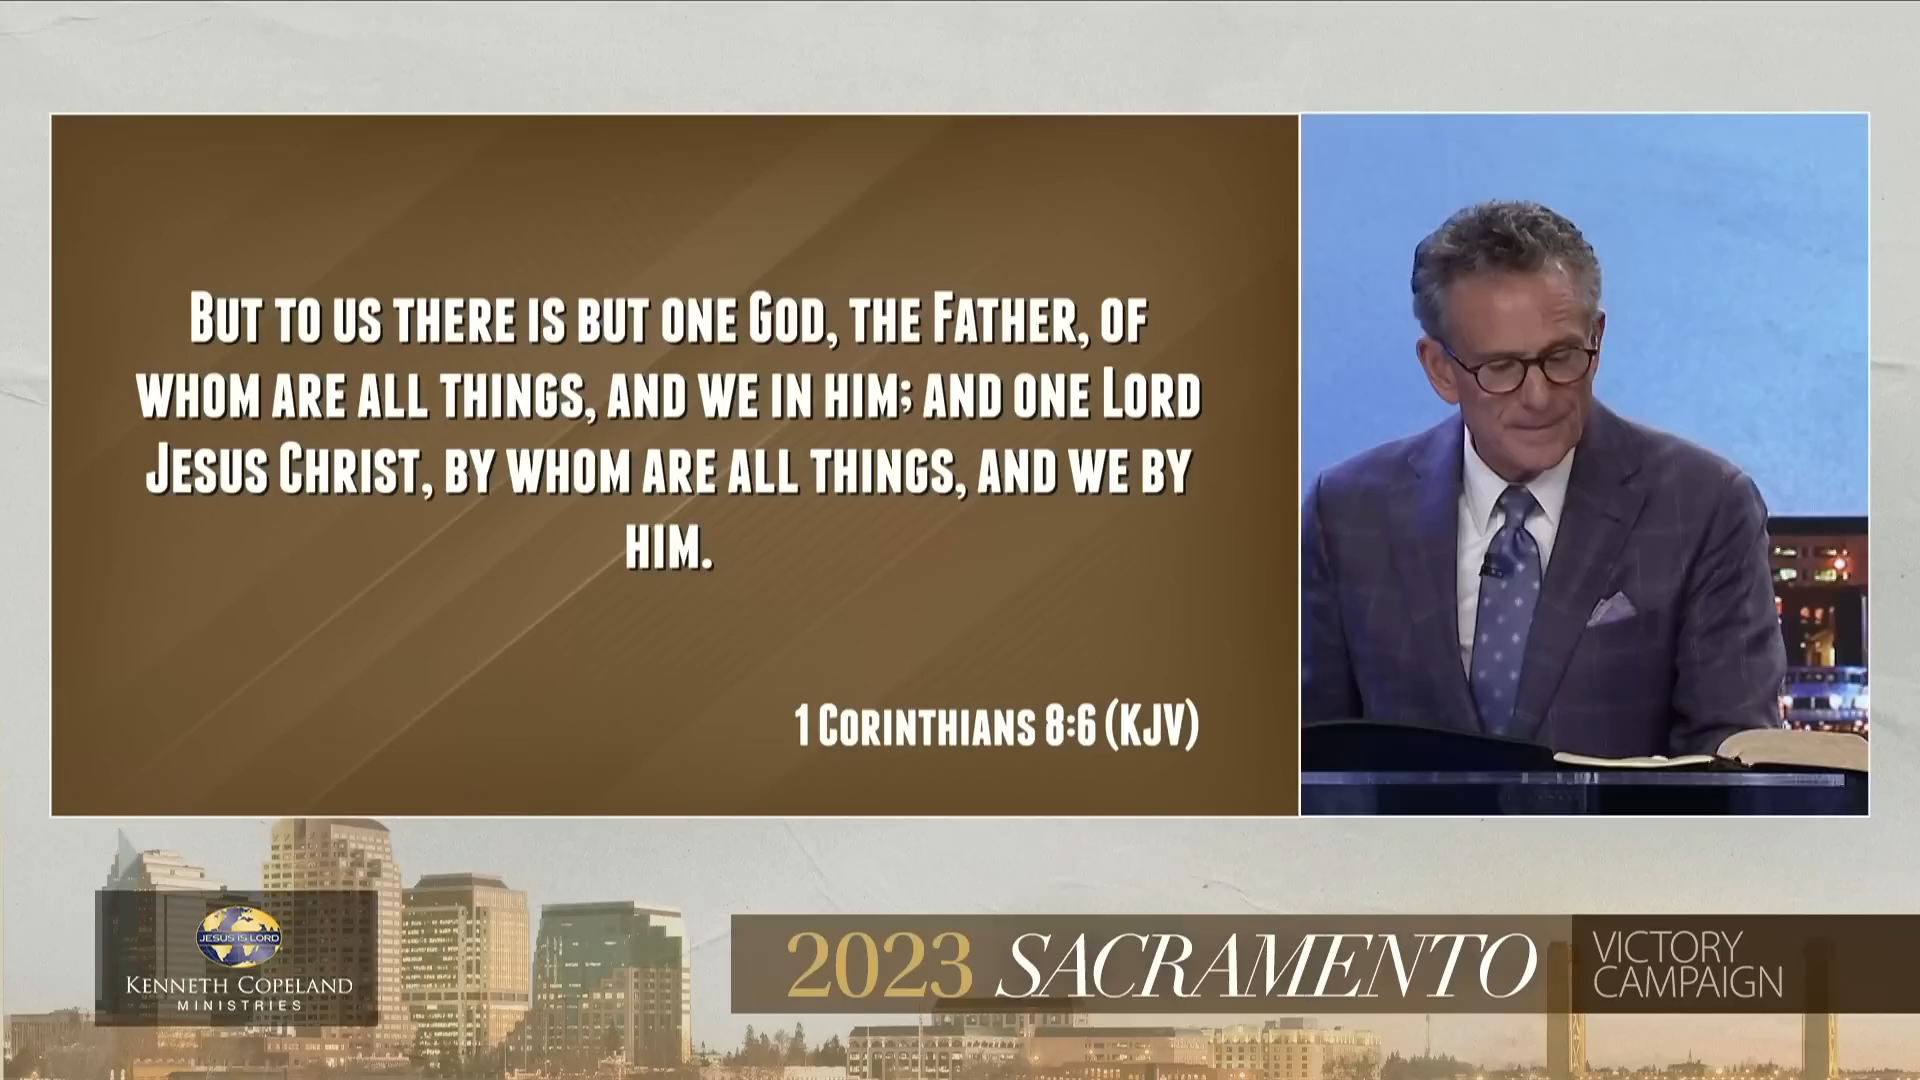 But to us there is but one God, the Father, of
whom are all things, and we in him; and one Lord
Jesus Christ, by whom are all things, and we by
him.
1 Corinthians 8:6 (KJV)
JESUS IS LORD
Kenneth Copeland
MINISTRIES
2023 SACRAMENTO
VICTORY
CAMPAIGN